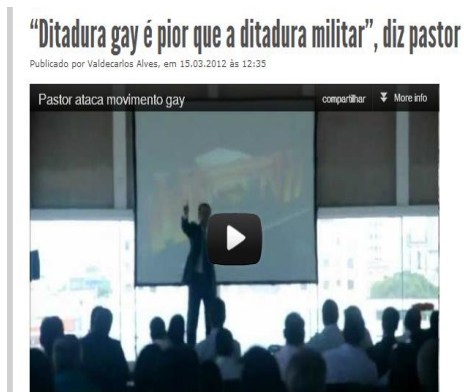 “Ditadura gay é pior que a ditadura militar”, diz pastor
Publicado por Valdecarlos Alves, em 15.03.2012 às 12:35
Pastor ataca movimento gay compartilhar More info